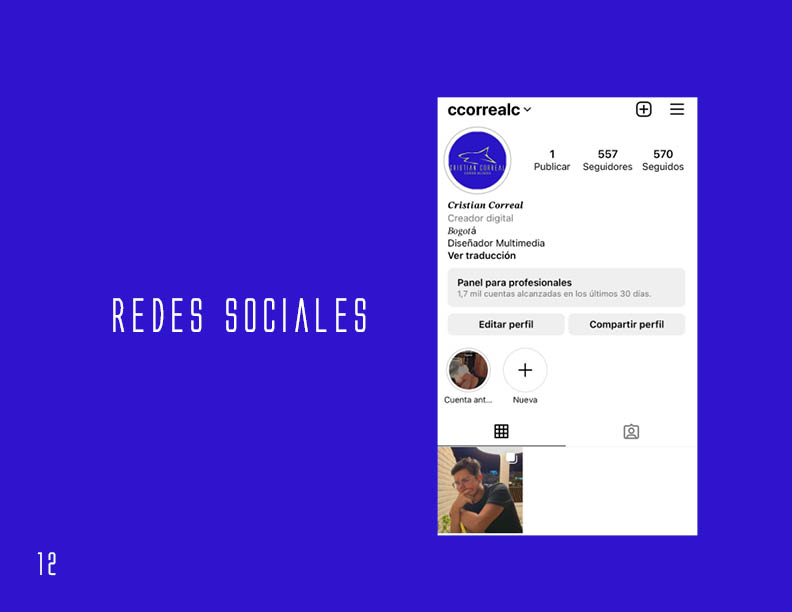 REDES SOCIALES
ccorrealc
CRISTIAN CORREAL
1
Publicar
557
Seguidores
570
Seguidos
Cristian Correal
Creador digital
Bogotá
Diseñador Multimedia
Ver traducción
Panel para profesionales
1,7 mil cuentas alcanzadas en los últimos 30 días.
Editar perfil
Compartir perfil
Cuenta ant...
Nueva
12